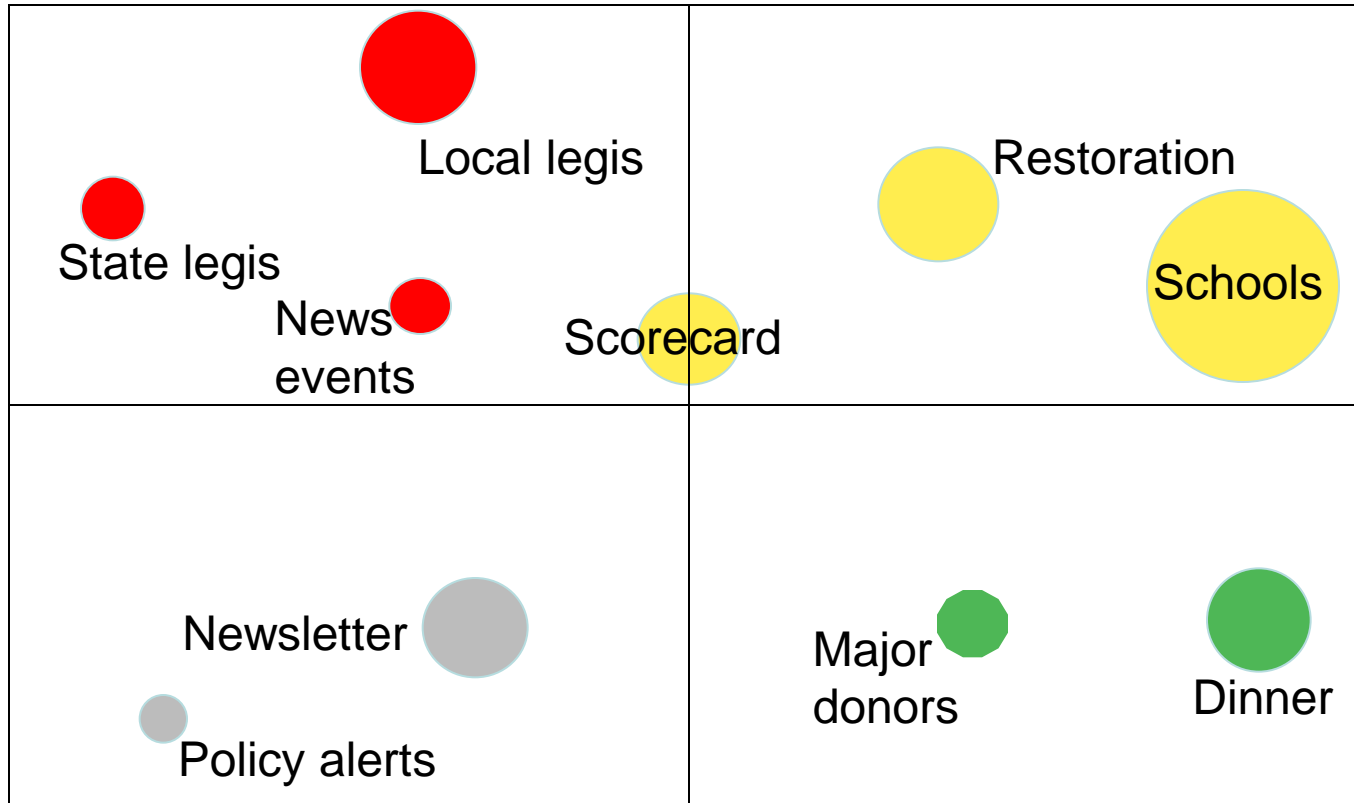 Local legis
Restoration
State legis
Schools
News
events
Scorecard
Newsletter
Major
donors
Dinner
Policy alerts